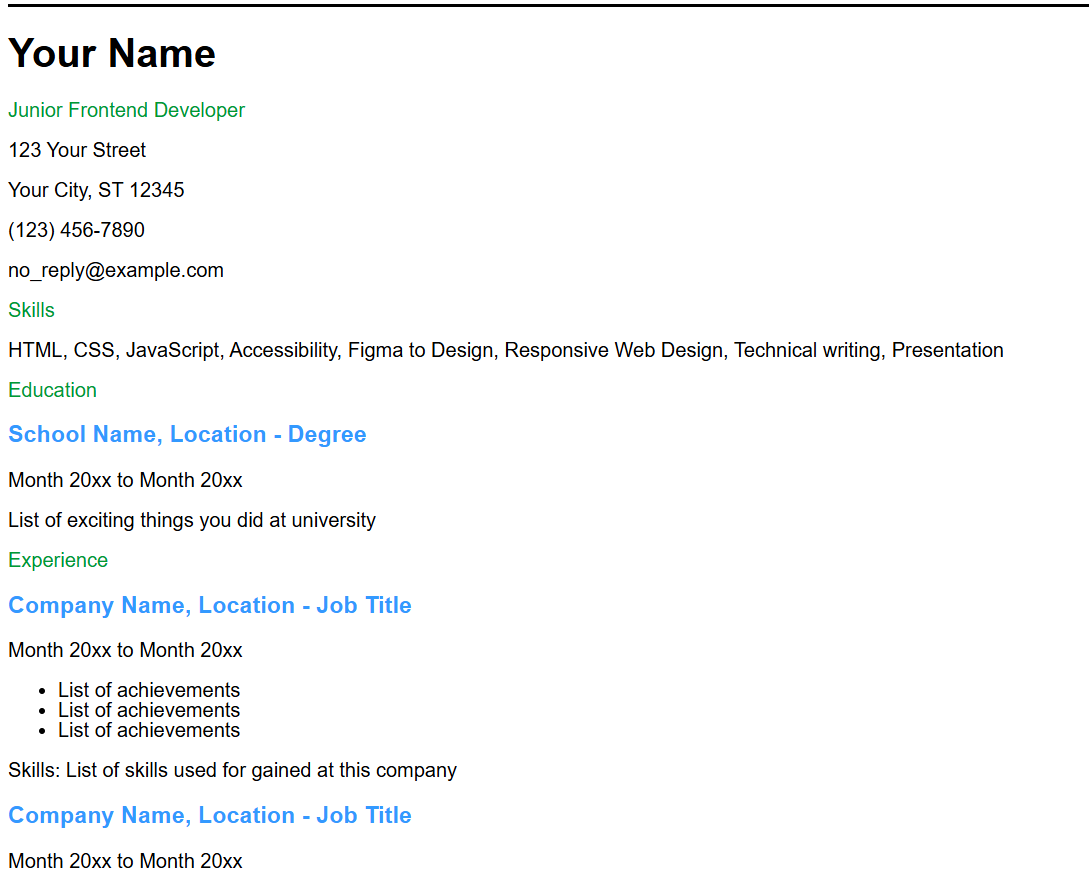 Your Name
Junior Frontend Developer
123 Your Street
Your City, ST 12345
(123) 456-7890
no_reply@example.com
Skills
HTML, CSS, JavaScript, Accessibility, Figma to Design, Responsive Web Design, Technical writing, Presentation
Education
School Name, Location - Degree
Month 20xx to Month 20xx
List of exciting things you did at university
Experience
Company Name, Location - Job Title
Month 20xx to Month 20xx
• List of achievements
• List of achievements
• List of achievements
Skills: List of skills used for gained at this company
Company Name, Location - Job Title
Month 20xx to Month 20xx